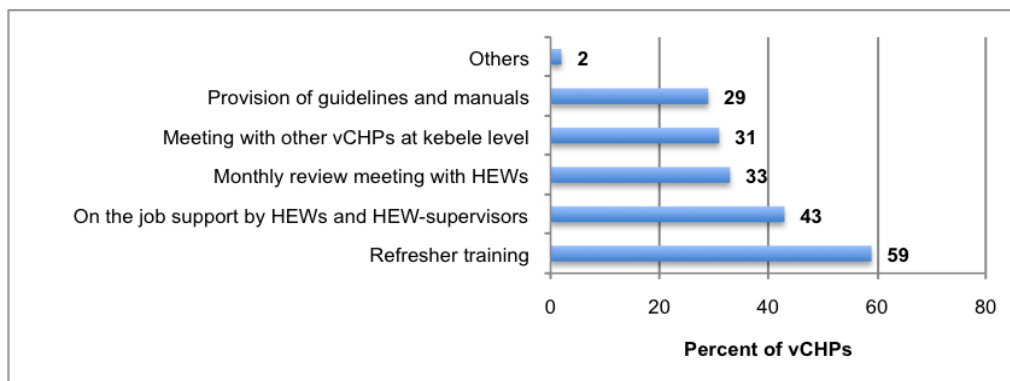 Others 2
Provision of guidelines and manuals 29
Meeting with other vCHPs at kebele level 31
Monthly review meeting with HEWs 33
On the job support by HEWs and HEW-supervisors 43
Refresher training 59
0 20 40 60 80
Percent of vCHPs